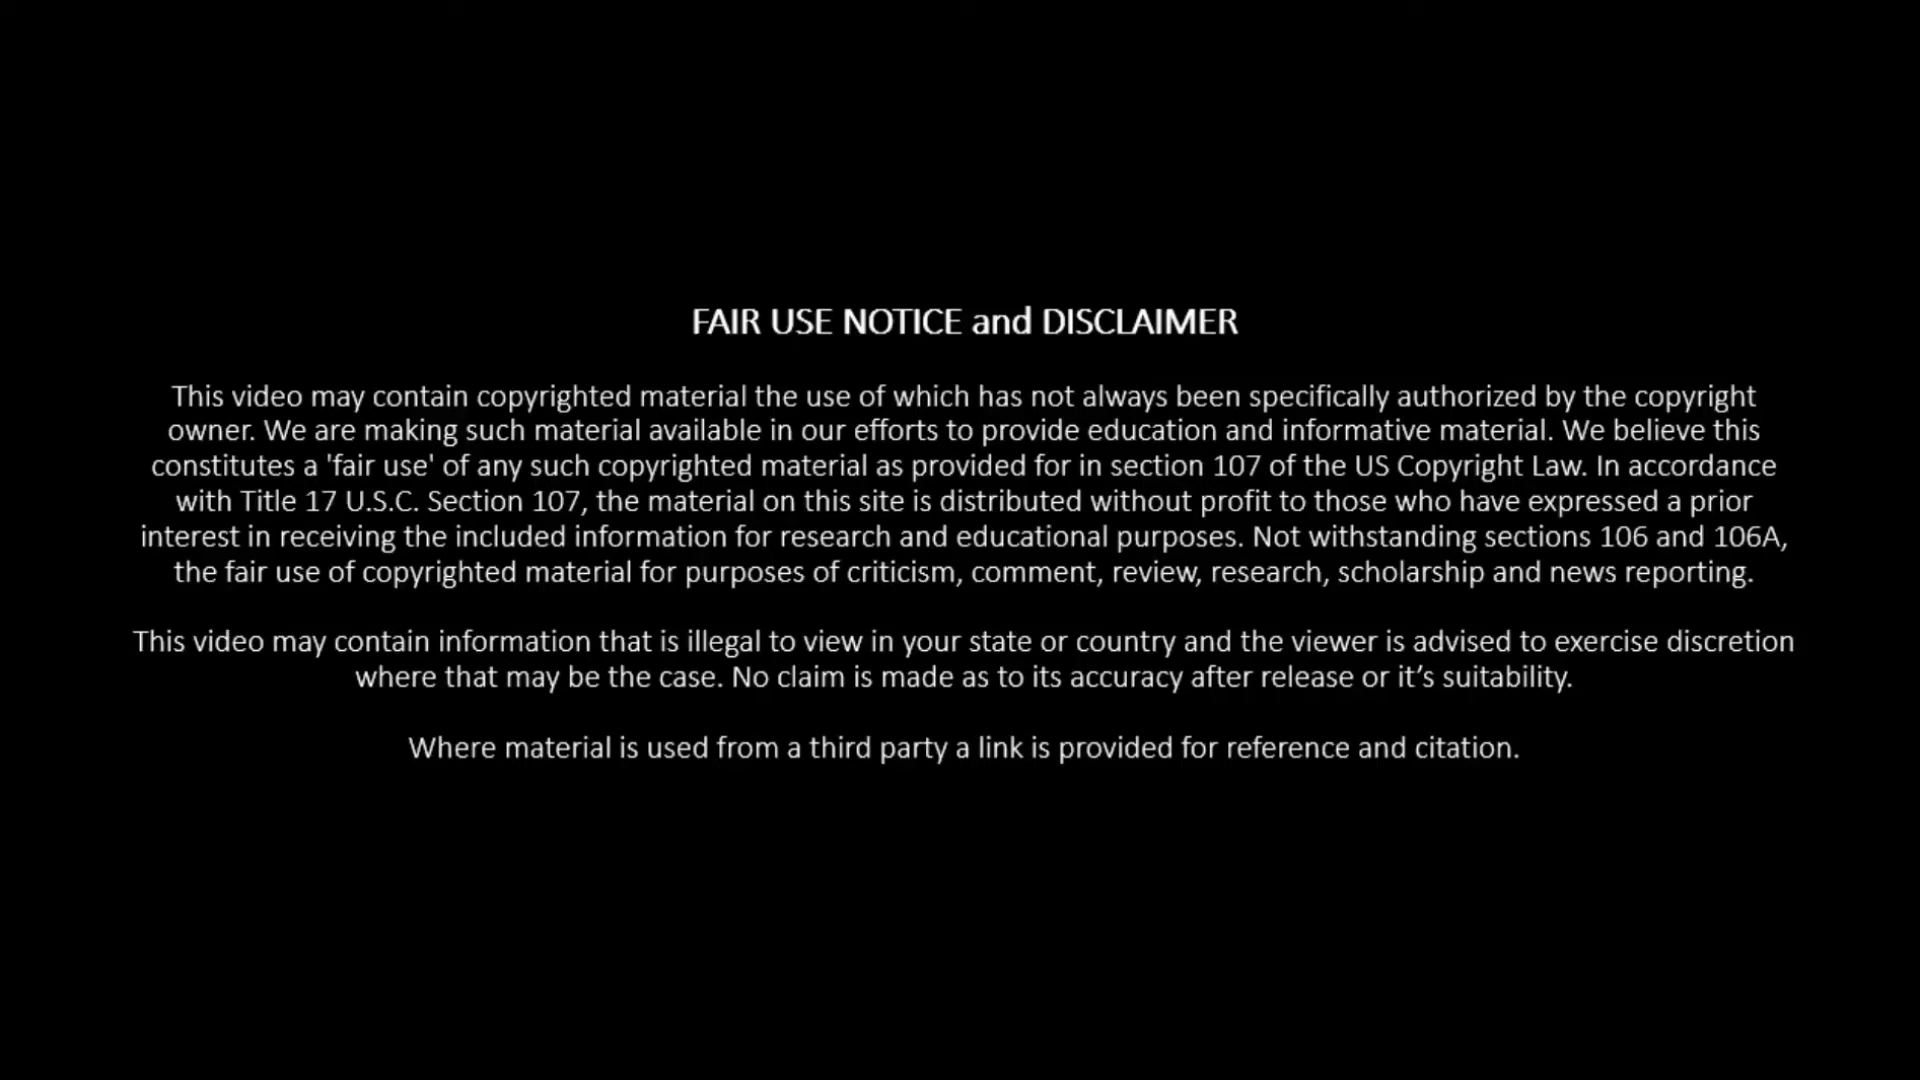 FAIR USE NOTICE and DISCLAIMER
This video may contain copyrighted material the use of which has not always been specifically authorized by the copyright
owner. We are making such material available in our efforts to provide education and informative material. We believe this
constitutes a 'fair use' of any such copyrighted material as provided for in section 107 of the US Copyright Law. In accordance
with Title 17 U.S.C. Section 107, the material on this site is distributed without profit to those who have expressed a prior
interest in receiving the included information for research and educational purposes. Not withstanding sections 106 and 106A,
the fair use of copyrighted material for purposes of criticism, comment, review, research, scholarship and news reporting.
This video may contain information that is illegal to view in your state or country and the viewer is advised to exercise discretion
where that may be the case. No claim is made as to its accuracy after release or it’s suitability.
Where material is used from a third party a link is provided for reference and citation.